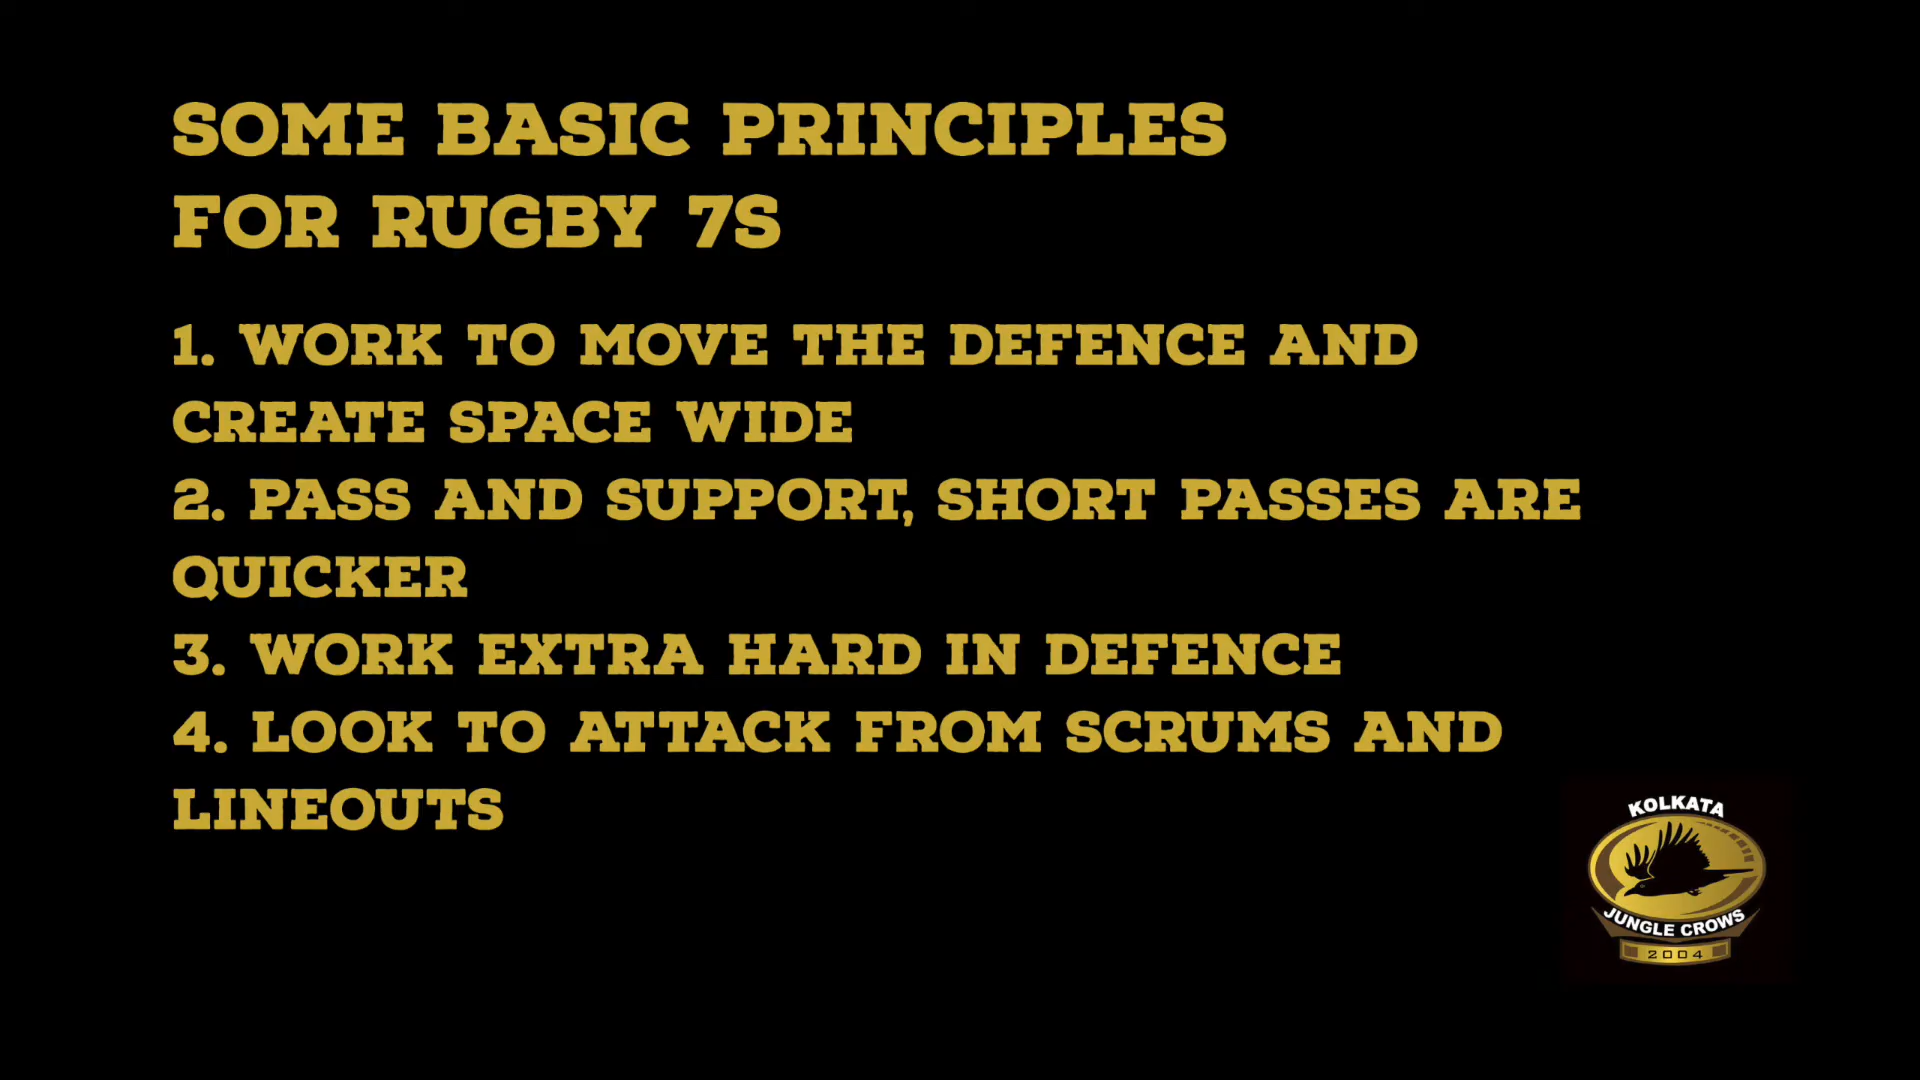 SOME BASIC PRINCIPLES
FOR RUGBY 7S
1. WORK TO MOVE THE DEFENCE AND
CREATE SPACE WIDE
2. PASS AND SUPPORT, SHORT PASSES ARE
QUICKER
3. WORK EXTRA HARD IN DEFENCE
4. LOOK TO ATTACK FROM SCRUMS AND
LINEOUTS
KOLKATA
JUNGLE CROWS
2004